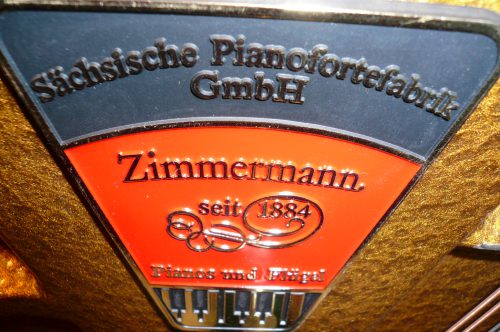 Sächsische Pianofortefabrik
GmbH
Zimmermann
seit 1884
Pianos und Flügel